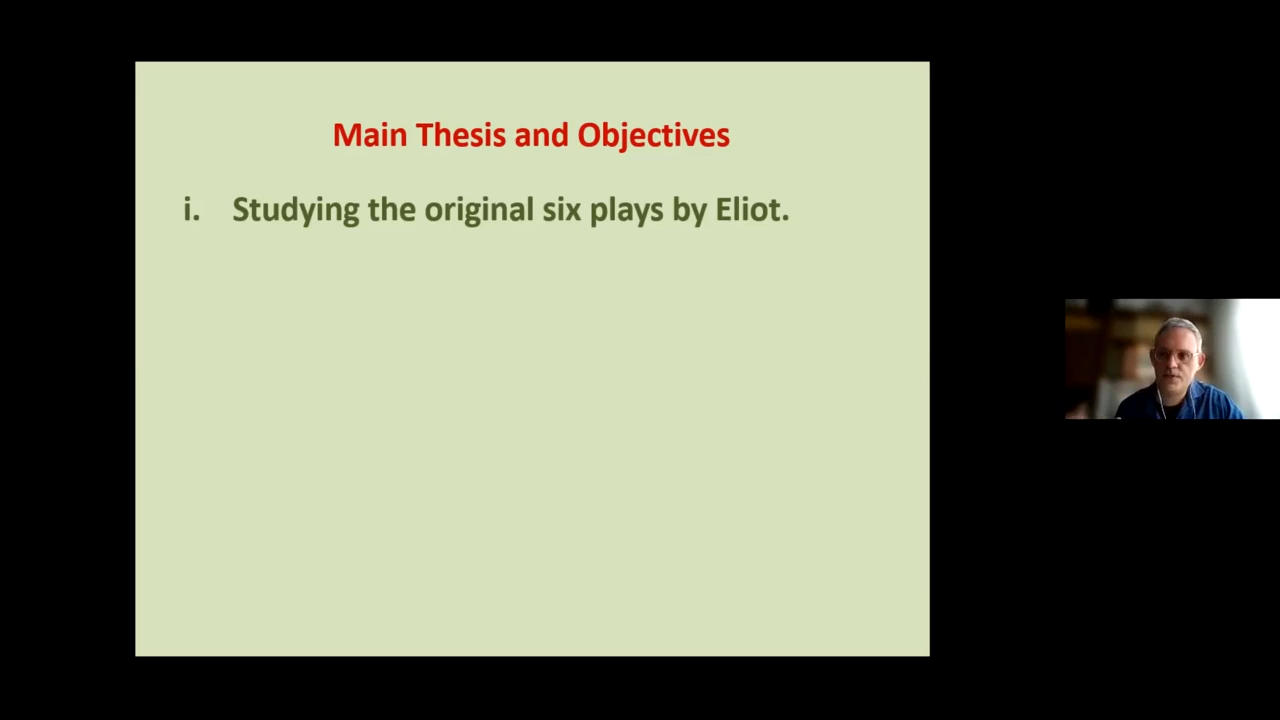 Main Thesis and Objectives
i. Studying the original six plays by Eliot.